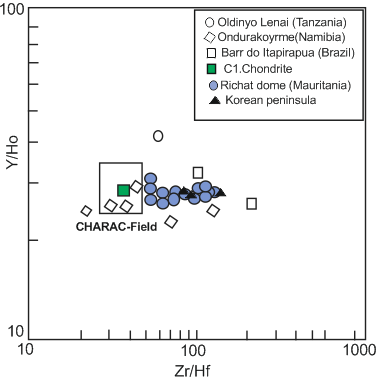 100
Oldinyo Lenai (Tanzania)
Ondurakoyrme(Namibia)
Barr do Itapirapua (Brazil)
C1.Chondrite
Richat dome (Mauritania)
Korean peninsula
Y/Ho
CHARAC-Field
10
10 100 1000
Zr/Hf